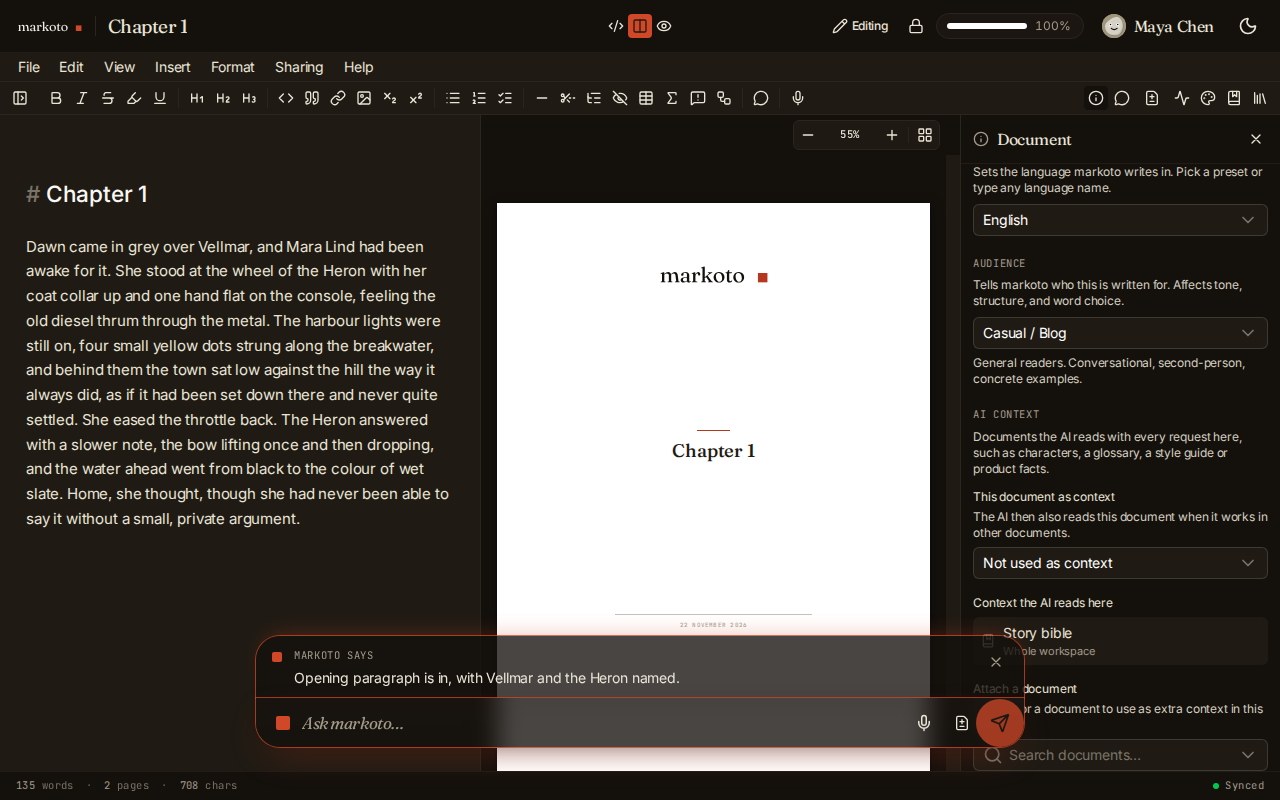 markoto
Chapter 1
Editing
100%
Maya Chen
File Edit View Insert Format Sharing Help
B I S U H1 H2 H3 X2 x2
55%
Document
# Chapter 1
Dawn came in grey over Vellmar, and Mara Lind had been
awake for it. She stood at the wheel of the Heron with her
coat collar up and one hand flat on the console, feeling the
old diesel thrum through the metal. The harbour lights were
still on, four small yellow dots strung along the breakwater,
and behind them the town sat low against the hill the way it
always did, as if it had been set down there and never quite
settled. She eased the throttle back. The Heron answered
with a slower note, the bow lifting once and then dropping,
and the water ahead went from black to the colour of wet
slate. Home, she thought, though she had never been able to
say it without a small, private argument.
markoto
Chapter 1
22 NOVEMBER 2026
Sets the language markoto writes in. Pick a preset or
type any language name.
English
AUDIENCE
Tells markoto who this is written for. Affects tone,
structure, and word choice.
Casual / Blog
General readers. Conversational, second-person,
concrete examples.
AI CONTEXT
Documents the AI reads with every request here,
such as characters, a glossary, a style guide or
product facts.
This document as context
The AI then also reads this document when it works in
other documents.
Not used as context
Context the AI reads here
Story bible
Whole workspace
Attach a document
or a document to use as extra context in this
Search documents...
MARKOTO SAYS
Opening paragraph is in, with Vellmar and the Heron named.
Ask markoto...
135 words · 2 pages · 708 chars
Synced